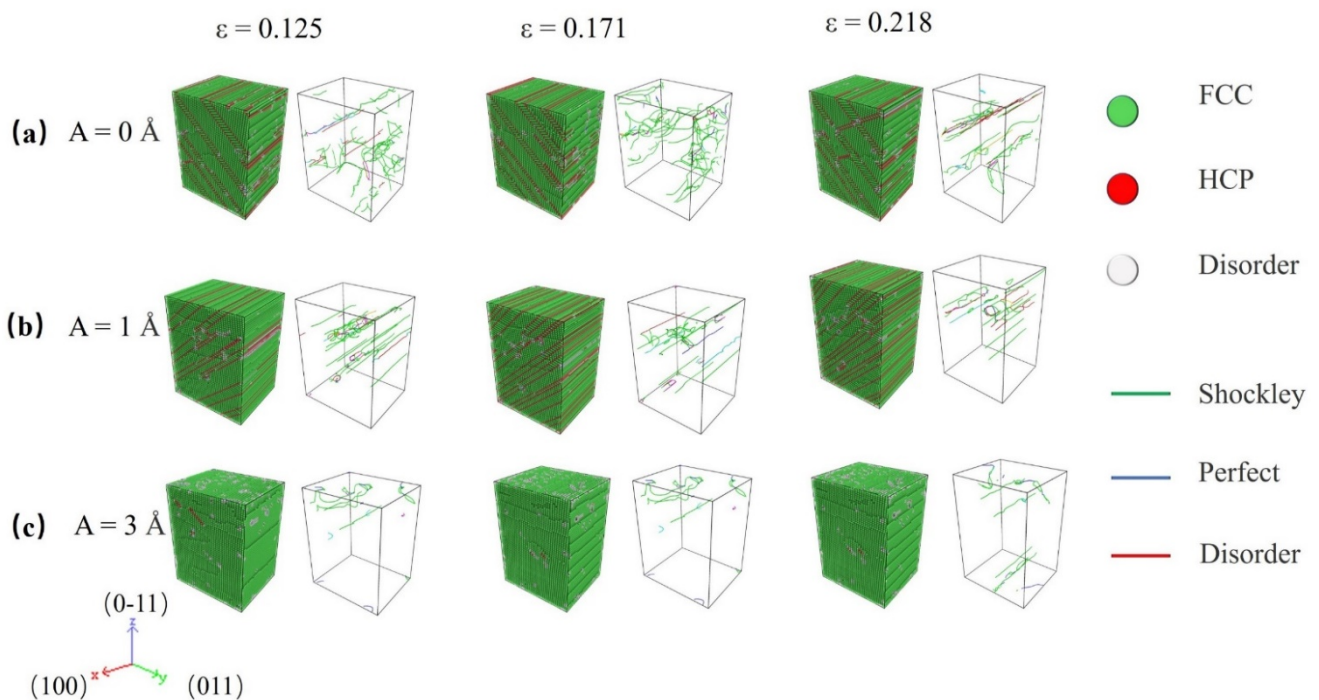 ε = 0.125
ε = 0.171
ε = 0.218
(a) A = 0 Å
(b) A = 1 Å
(c) A = 3 Å
FCC
HCP
Disorder
Shockley
Perfect
Disorder
(0-11)
z
x
y
(100)
(011)